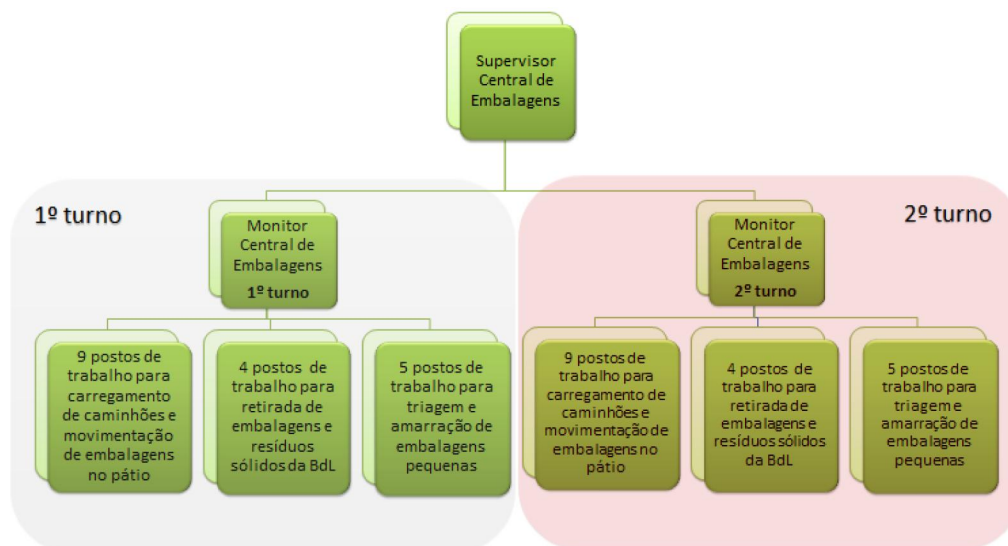 Supervisor
Central de
Embalagens
1º turno
2º turno
Monitor
Central de
Embalagens
1º turno
Monitor
Central de
Embalagens
2º turno
9 postos de
trabalho para
carregamento
de caminhões e
movimentação
de embalagens
no pátio
4 postos de
trabalho para
retirada de
embalagens e
resíduos
sólidos da BdL
5 postos de
trabalho para
triagem e
amarração de
embalagens
pequenas
9 postos de
trabalho para
carregamento de
caminhões e
movimentação de
embalagens no
pátio
4 postos de
trabalho para
retirada de
embalagens e
resíduos sólidos
da BdL
5 postos de
trabalho para
triagem e
amarração de
embalagens
pequenas